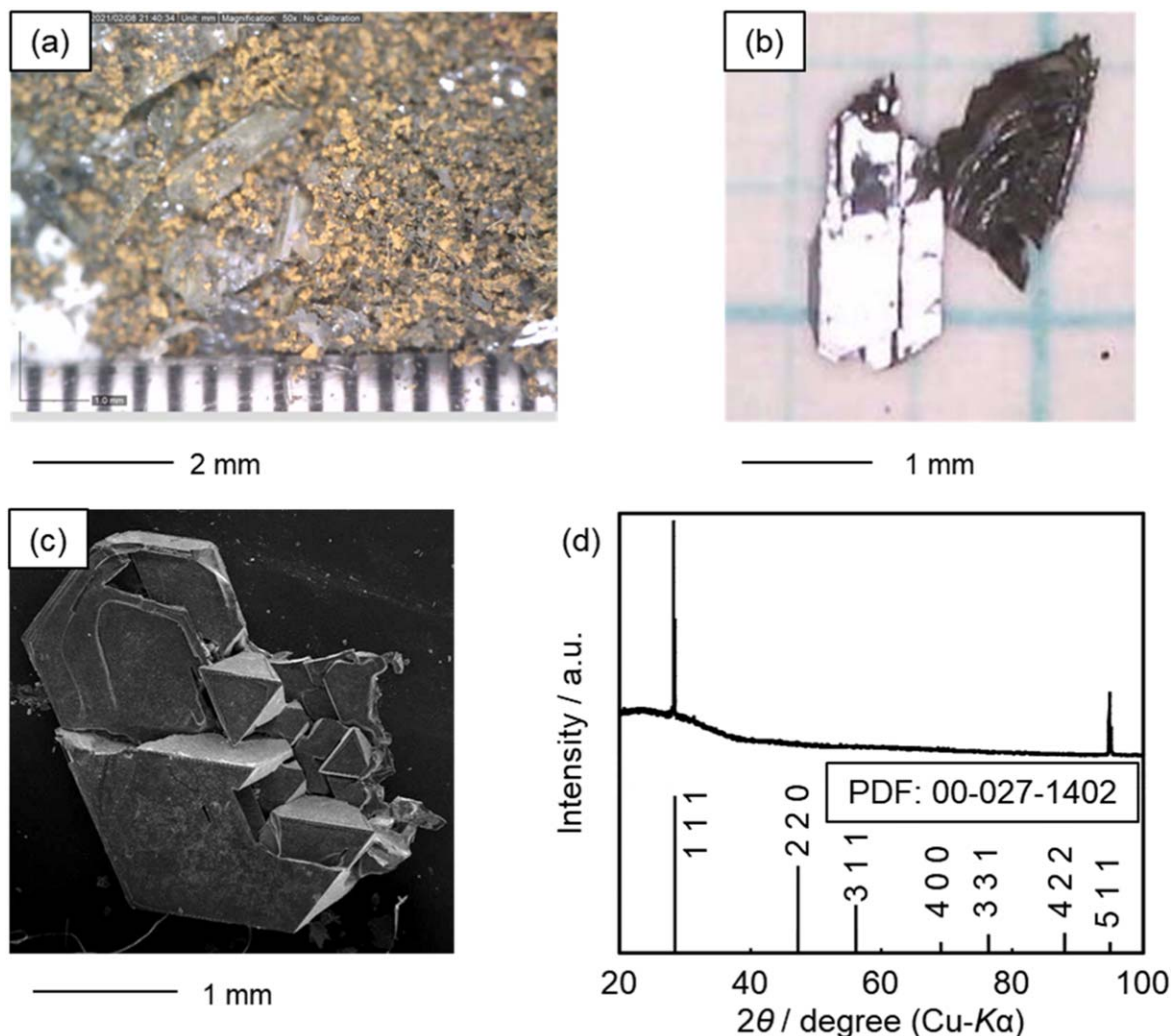 (a)
2021/02/08 21:40:34 Unit: mm Magnification: 50x No Calibration
1.0 mm
2 mm
(b)
1 mm
(c)
1 mm
(d)
Intensity / a.u.
PDF: 00-027-1402
1 1 1
2 2 0
3 1 1
4 0 0
3 3 1
4 2 2
5 1 1
20 40 60 80 100
2θ / degree (Cu-Kα)